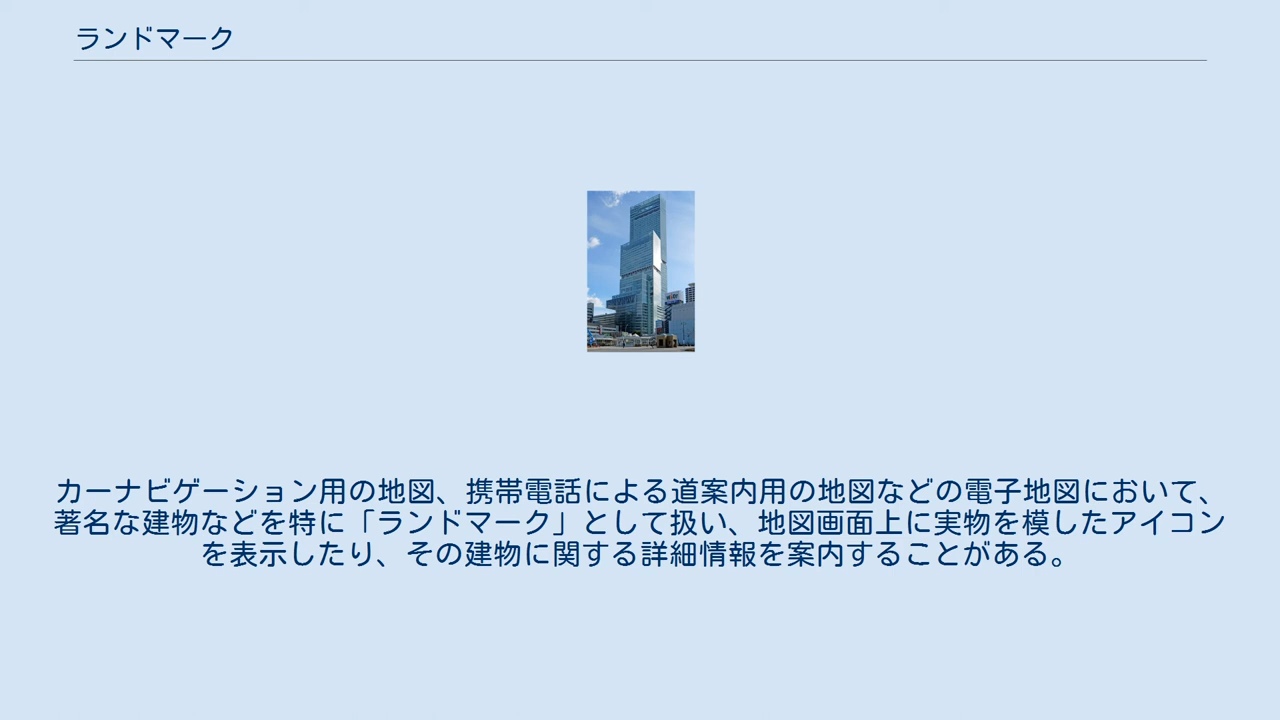 ランドマーク
カーナビゲーション用の地図、携帯電話による道案内用の地図などの電子地図において、
著名な建物などを特に「ランドマーク」として扱い、地図画面上に実物を模したアイコン
を表示したり、その建物に関する詳細情報を案内することがある。